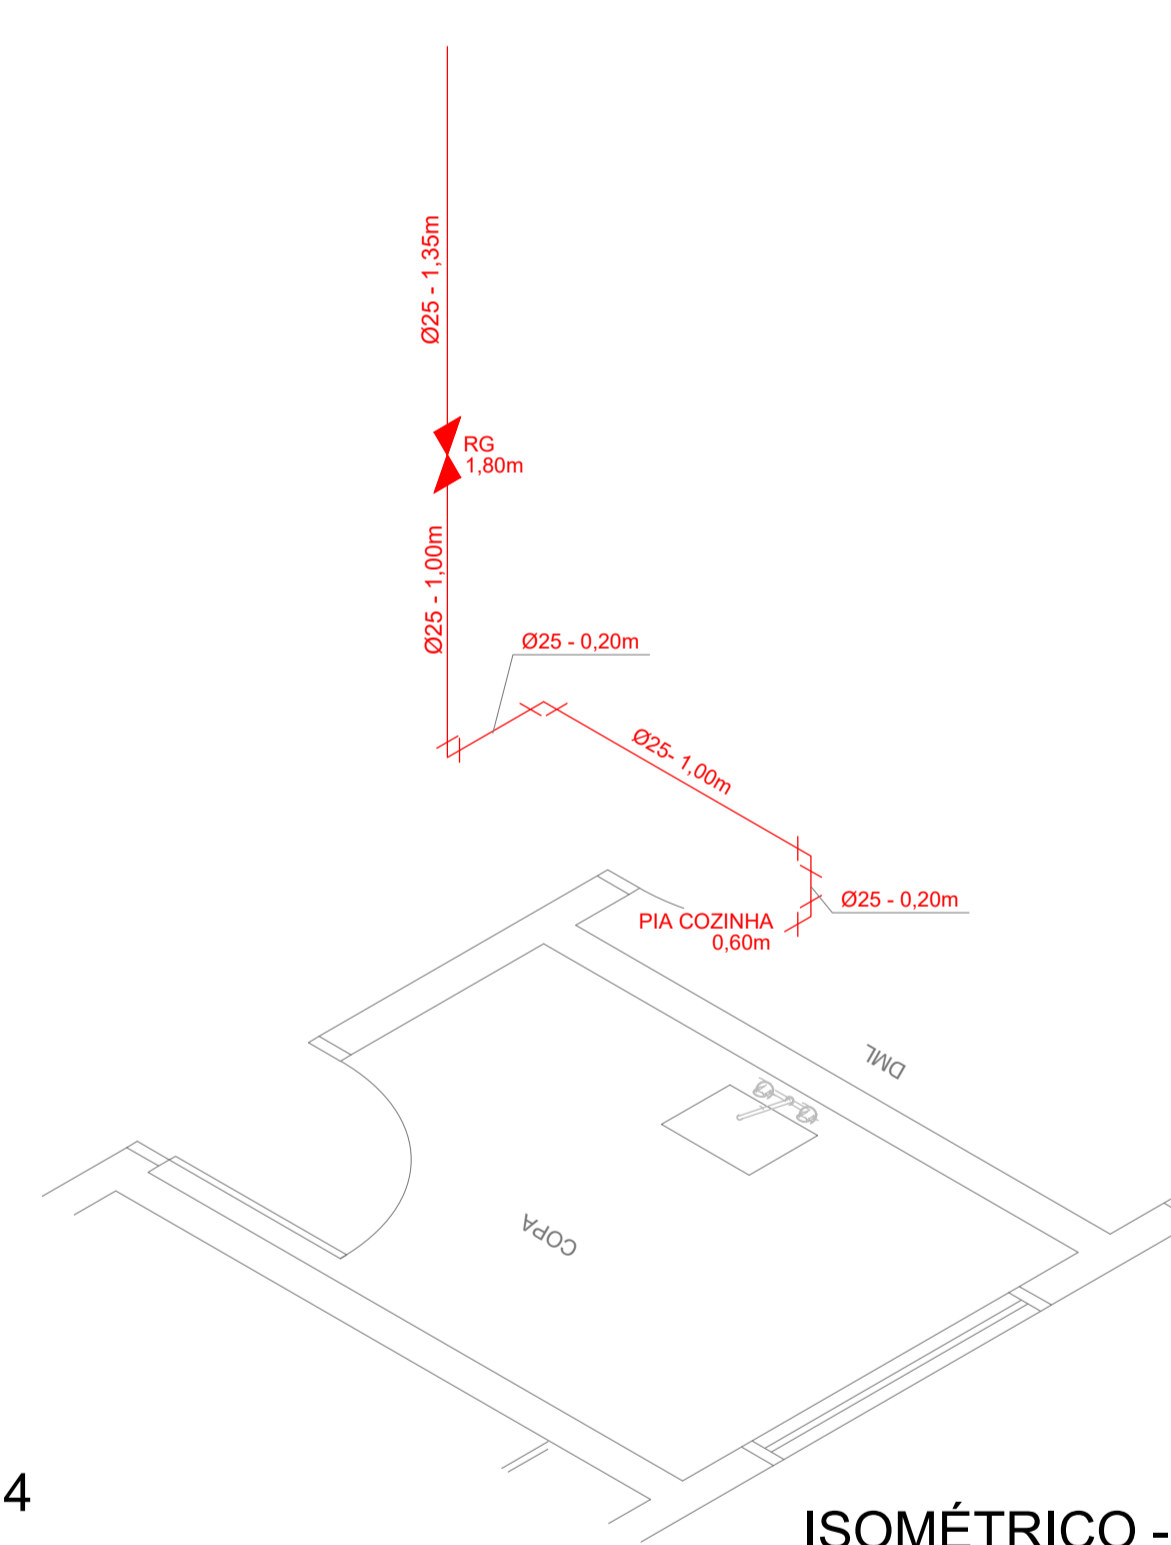 Ø25 - 1,35m
RG
1,80m
Ø25 - 1,00m
Ø25 - 0,20m
Ø25- 1,00m
Ø25 - 0,20m
PIA COZINHA
0,60m
DML
COPA
4
ISOMÉTRICO -